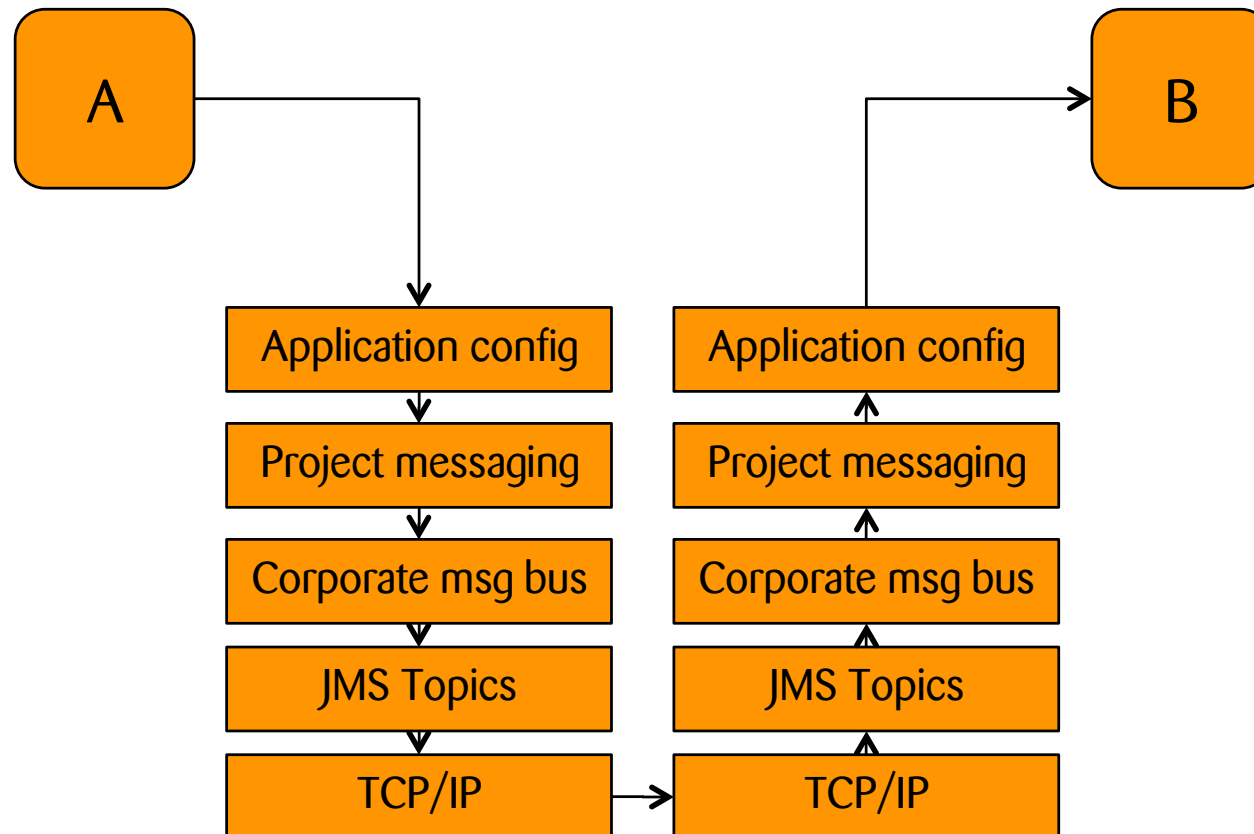 A
B
Application config
Application config
Project messaging
Project messaging
Corporate msg bus
Corporate msg bus
JMS Topics
JMS Topics
TCP/IP
TCP/IP